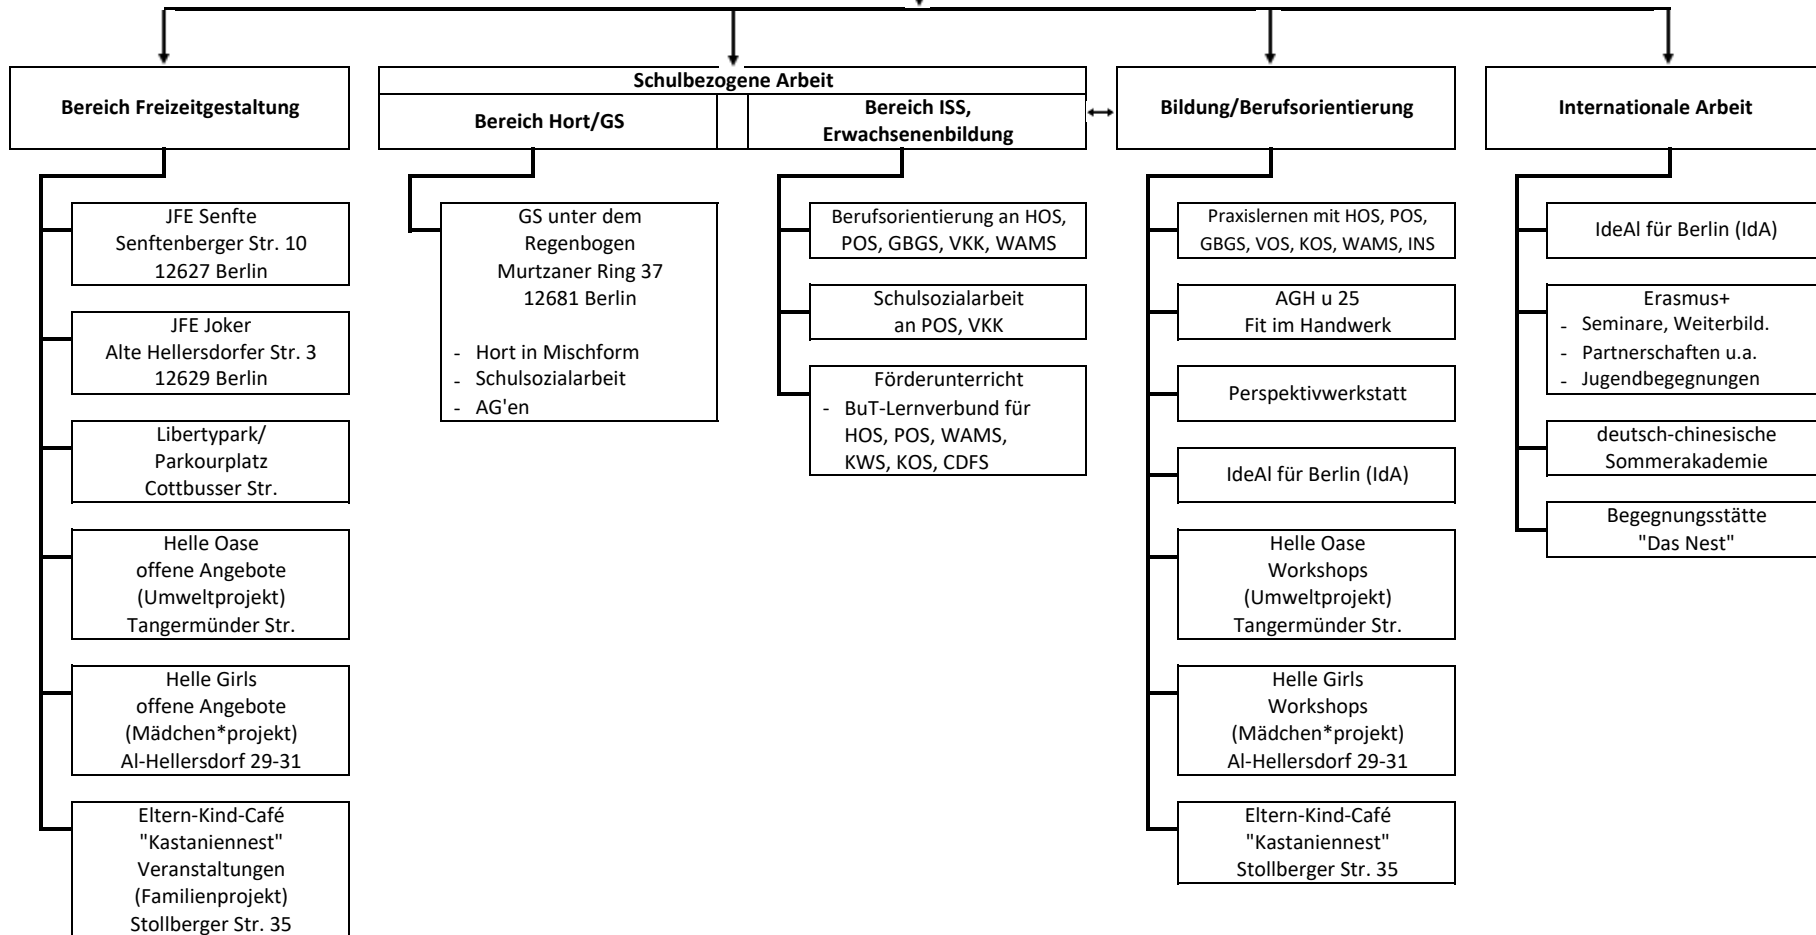 Bereich Freizeitgestaltung
JFE Senfte
Senftenberger Str. 10
12627 Berlin
JFE Joker
Alte Hellersdorfer Str. 3
12629 Berlin
Libertypark/
Parkourplatz
Cottbusser Str.
Helle Oase
offene Angebote
(Umweltprojekt)
Tangermünder Str.
Helle Girls
offene Angebote
(Mädchen*projekt)
Al-Hellersdorf 29-31
Eltern-Kind-Café
"Kastaniennest"
Veranstaltungen
(Familienprojekt)
Stollberger Str. 35
Schulbezogene Arbeit
Bereich Hort/GS
GS unter dem
Regenbogen
Murtzaner Ring 37
12681 Berlin
- Hort in Mischform
- Schulsozialarbeit
- AG'en
Bereich ISS,
Erwachsenenbildung
Berufsorientierung an HOS,
POS, GBGS, VKK, WAMS
Schulsozialarbeit
an POS, VKK
Förderunterricht
- BuT-Lernverbund für
HOS, POS, WAMS,
KWS, KOS, CDFS
Bildung/Berufsorientierung
Praxislernen mit HOS, POS,
GBGS, VOS, KOS, WAMS, INS
AGH u 25
Fit im Handwerk
Perspektivwerkstatt
IdeAl für Berlin (IdA)
Helle Oase
Workshops
(Umweltprojekt)
Tangermünder Str.
Helle Girls
Workshops
(Mädchen*projekt)
Al-Hellersdorf 29-31
Eltern-Kind-Café
"Kastaniennest"
Stollberger Str. 35
Internationale Arbeit
IdeAl für Berlin (IdA)
Erasmus+
- Seminare, Weiterbild.
- Partnerschaften u.a.
- Jugendbegegnungen
deutsch-chinesische
Sommerakademie
Begegnungsstätte
"Das Nest"